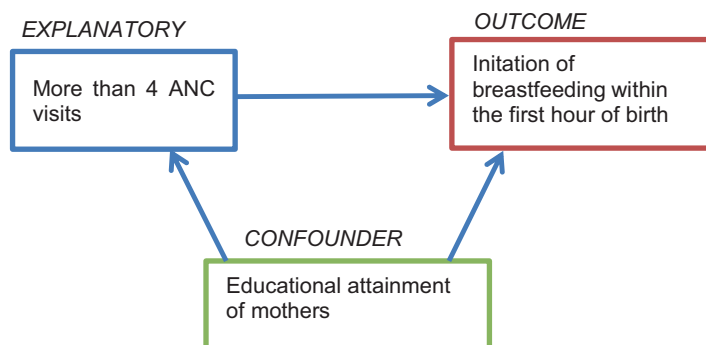 EXPLANATORY
More than 4 ANC
visits
OUTCOME
Initation of
breastfeeding within
the first hour of birth
CONFOUNDER
Educational attainment
of mothers